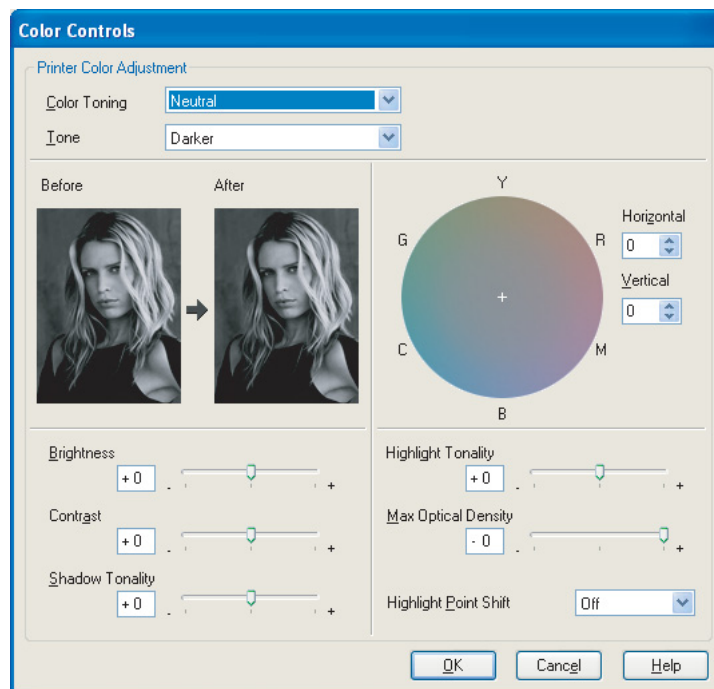 Color Controls
Printer Color Adjustment
Color Toning
Neutral
Tone
Darker
Before
After
Y
G
R
C
M
B
Horizontal
0
Vertical
0
Brightness
+ 0
- +
Contrast
+ 0
- +
Shadow Tonality
+ 0
- +
Highlight Tonality
+ 0
- +
Max Optical Density
- 0
- +
Highlight Point Shift
Off
OK
Cancel
Help